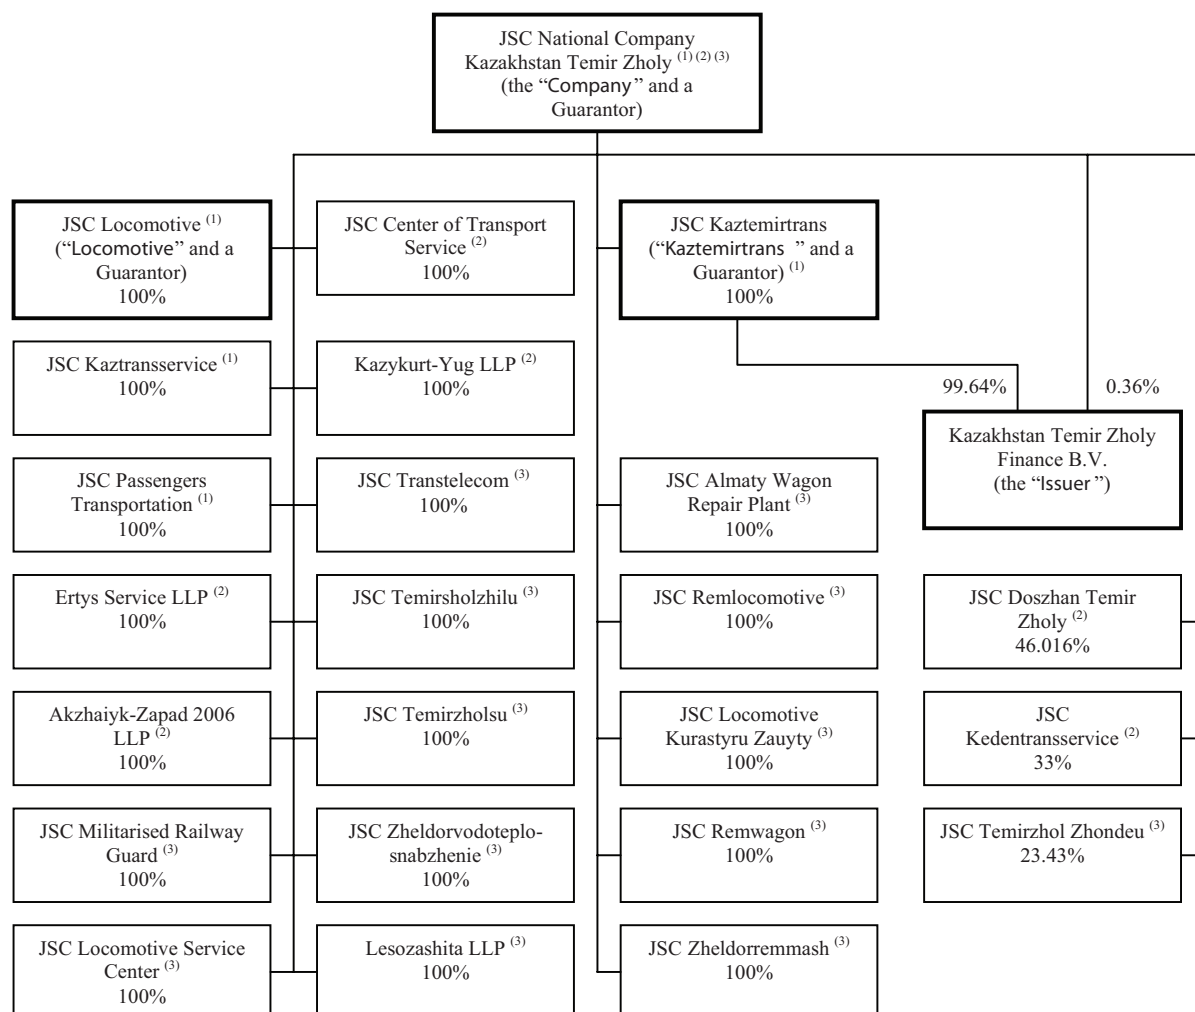 JSC National Company
Kazakhstan Temir Zholy (1) (2) (3)
(the “Company” and a
Guarantor)
JSC Locomotive (1)
(“Locomotive” and a
Guarantor)
100%
JSC Center of Transport
Service (2)
100%
JSC Kaztemirtrans
(“Kaztemirtrans ” and a
Guarantor) (1)
100%
JSC Kaztransservice (1)
100%
Kazykurt-Yug LLP (2)
100%
99.64%
0.36%
Kazakhstan Temir Zholy
Finance B.V.
(the “Issuer ”)
JSC Passengers
Transportation (1)
100%
JSC Transtelecom (3)
100%
JSC Almaty Wagon
Repair Plant (3)
100%
Ertys Service LLP (2)
100%
JSC Temirsholzhilu (3)
100%
JSC Remlocomotive (3)
100%
JSC Doszhan Temir
Zholy (2)
46.016%
Akzhaiyk-Zapad 2006
LLP (2)
100%
JSC Temirzholsu (3)
100%
JSC Locomotive
Kurastyru Zauyty (3)
100%
JSC
Kedentransservice (2)
33%
JSC Militarised Railway
Guard (3)
100%
JSC Zheldorvodoteplo-
snabzhenie (3)
100%
JSC Remwagon (3)
100%
JSC Temirzhol Zhondeu (3)
23.43%
JSC Locomotive Service
Center (3)
100%
Lesozashita LLP (3)
100%
JSC Zheldorremmash (3)
100%